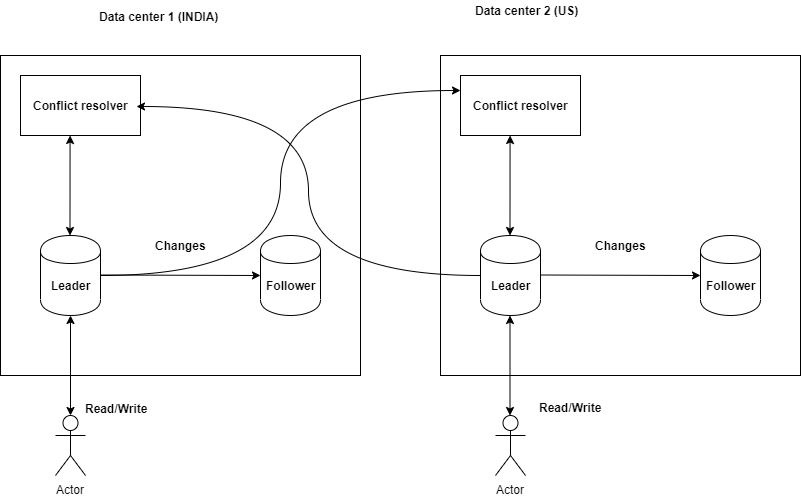 Data center 1 (INDIA)
Data center 2 (US)
Conflict resolver
Conflict resolver
Changes
Changes
Leader
Follower
Leader
Follower
Read/Write
Read/Write
Actor
Actor